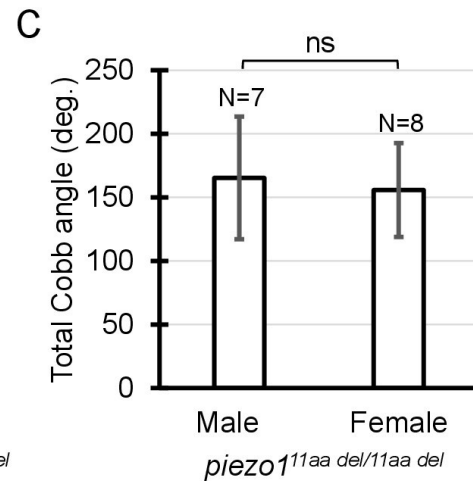 C
ns
250
N=7
N=8
200
150
100
50
0
Total Cobb angle (deg.)
Male
Female
piezo1^11aa del/11aa del
el